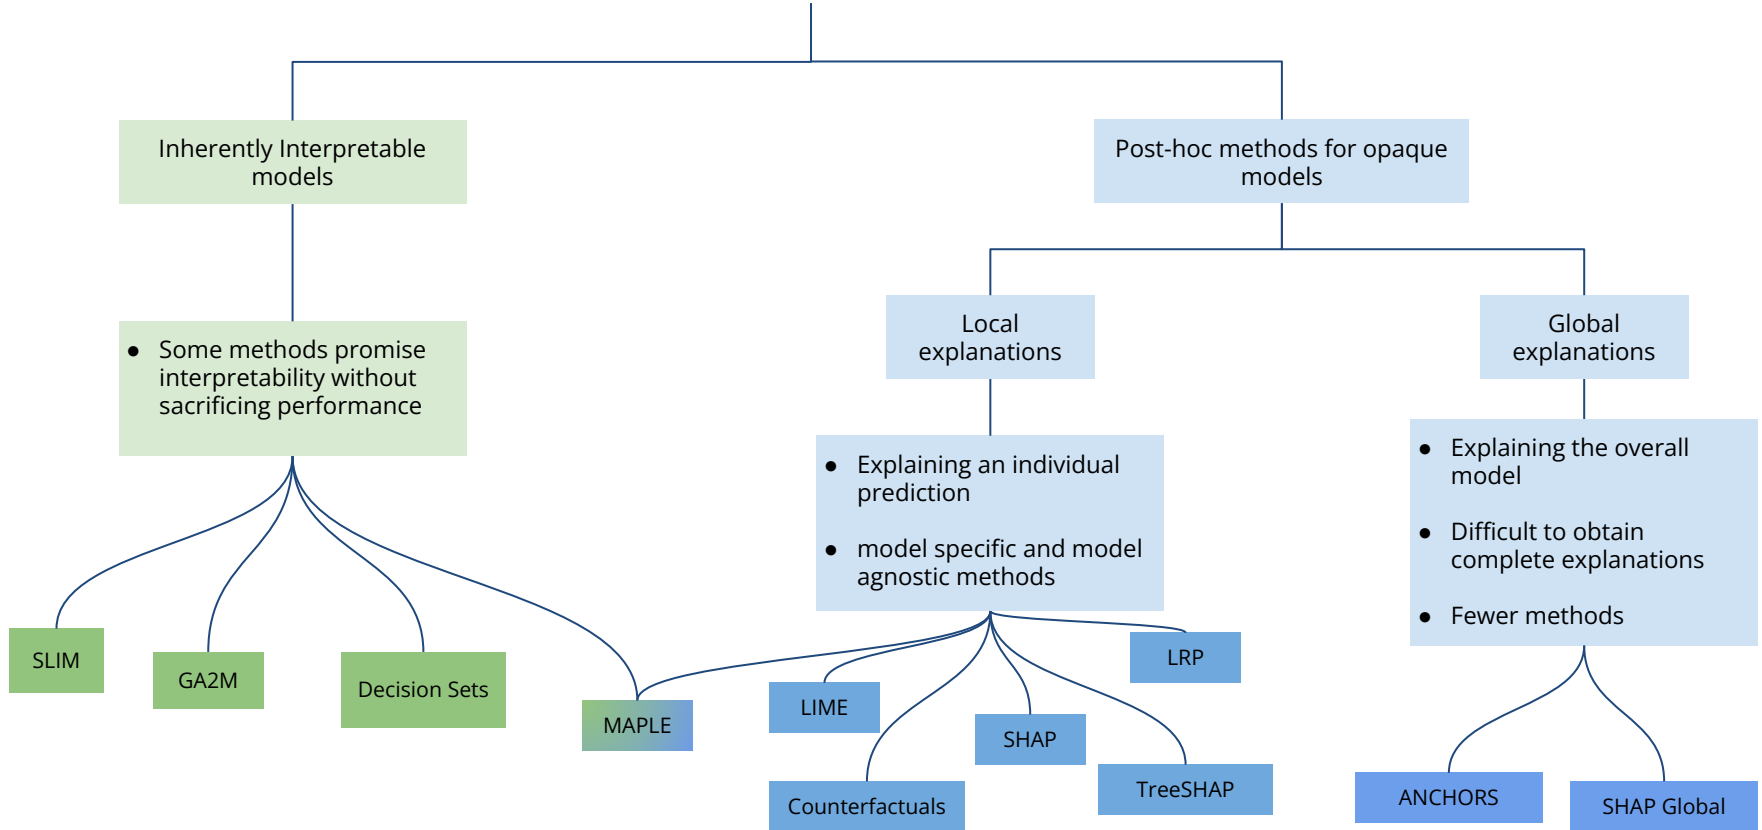 Inherently Interpretable
models
Post-hoc methods for opaque
models
Local
explanations
Global
explanations
● Some methods promise
interpretability without
sacrificing performance
● Explaining an individual
prediction
● model specific and model
agnostic methods
● Explaining the overall
model
● Difficult to obtain
complete explanations
● Fewer methods
SLIM
GA2M
Decision Sets
MAPLE
LIME
Counterfactuals
SHAP
TreeSHAP
LRP
ANCHORS
SHAP Global